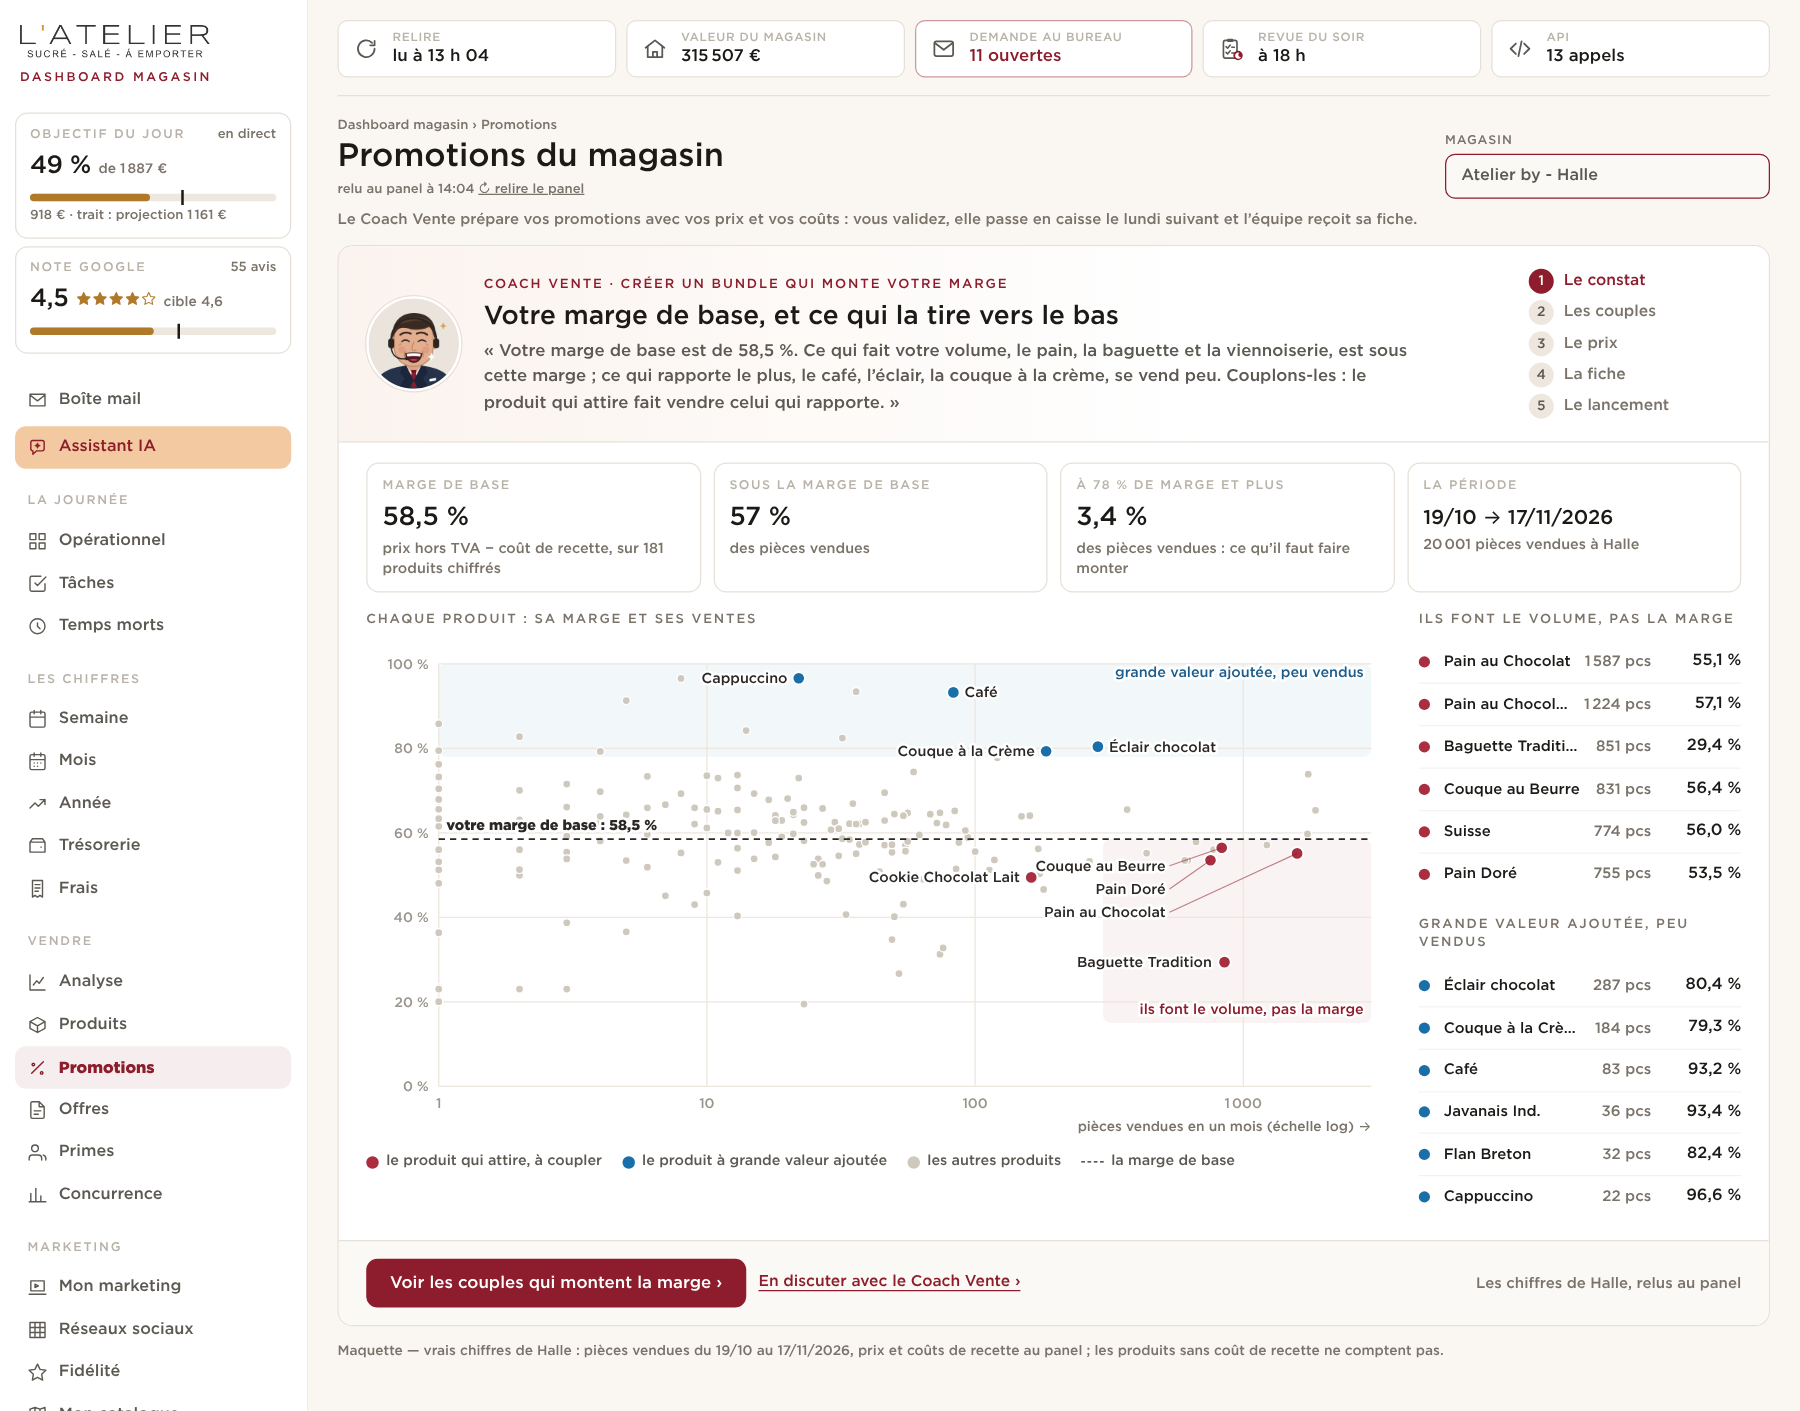 L'ATELIER
SUCRÉ - SALÉ - À EMPORTER
DASHBOARD MAGASIN
OBJECTIF DU JOUR en direct
49 % de 1 887 €
918 € · trait : projection 1 161 €
NOTE GOOGLE 55 avis
4,5 cible 4,6
Boîte mail
Assistant IA
LA JOURNÉE
Opérationnel
Tâches
Temps morts
LES CHIFFRES
Semaine
Mois
Année
Trésorerie
Frais
VENDRE
Analyse
Produits
Promotions
Offres
Primes
Concurrence
MARKETING
Mon marketing
Réseaux sociaux
Fidélité
RELIRE
lu à 13 h 04
VALEUR DU MAGASIN
315 507 €
DEMANDE AU BUREAU
11 ouvertes
REVUE DU SOIR
à 18 h
API
13 appels
Dashboard magasin › Promotions
Promotions du magasin
relu au panel à 14:04 ↻ relire le panel
MAGASIN
Atelier by - Halle
Le Coach Vente prépare vos promotions avec vos prix et vos coûts : vous validez, elle passe en caisse le lundi suivant et l'équipe reçoit sa fiche.
COACH VENTE · CRÉER UN BUNDLE QUI MONTE VOTRE MARGE
Votre marge de base, et ce qui la tire vers le bas
« Votre marge de base est de 58,5 %. Ce qui fait votre volume, le pain, la baguette et la viennoiserie, est sous
cette marge ; ce qui rapporte le plus, le café, l'éclair, la couque à la crème, se vend peu. Couplons-les : le
produit qui attire fait vendre celui qui rapporte. »
1 Le constat
2 Les couples
3 Le prix
4 La fiche
5 Le lancement
MARGE DE BASE
58,5 %
prix hors TVA − coût de recette, sur 181
produits chiffrés
SOUS LA MARGE DE BASE
57 %
des pièces vendues
À 78 % DE MARGE ET PLUS
3,4 %
des pièces vendues : ce qu'il faut faire
monter
LA PÉRIODE
19/10 → 17/11/2026
20 001 pièces vendues à Halle
CHAQUE PRODUIT : SA MARGE ET SES VENTES
100 %
80 %
60 %
40 %
20 %
0 %
1
10
100
1 000
grande valeur ajoutée, peu vendus
Cappuccino
Café
Couque à la Crème
Éclair chocolat
votre marge de base : 58,5 %
Couque au Beurre
Cookie Chocolat Lait
Pain Doré
Pain au Chocolat
Baguette Tradition
ils font le volume, pas la marge
pièces vendues en un mois (échelle log) →
le produit qui attire, à coupler
le produit à grande valeur ajoutée
les autres produits
la marge de base
ILS FONT LE VOLUME, PAS LA MARGE
Pain au Chocolat 1 587 pcs 55,1 %
Pain au Chocol... 1 224 pcs 57,1 %
Baguette Traditi... 851 pcs 29,4 %
Couque au Beurre 831 pcs 56,4 %
Suisse 774 pcs 56,0 %
Pain Doré 755 pcs 53,5 %
GRANDE VALEUR AJOUTÉE, PEU
VENDUS
Éclair chocolat 287 pcs 80,4 %
Couque à la Crè... 184 pcs 79,3 %
Café 83 pcs 93,2 %
Javanais Ind. 36 pcs 93,4 %
Flan Breton 32 pcs 82,4 %
Cappuccino 22 pcs 96,6 %
Voir les couples qui montent la marge ›
En discuter avec le Coach Vente ›
Les chiffres de Halle, relus au panel
Maquette — vrais chiffres de Halle : pièces vendues du 19/10 au 17/11/2026, prix et coûts de recette au panel ; les produits sans coût de recette ne comptent pas.